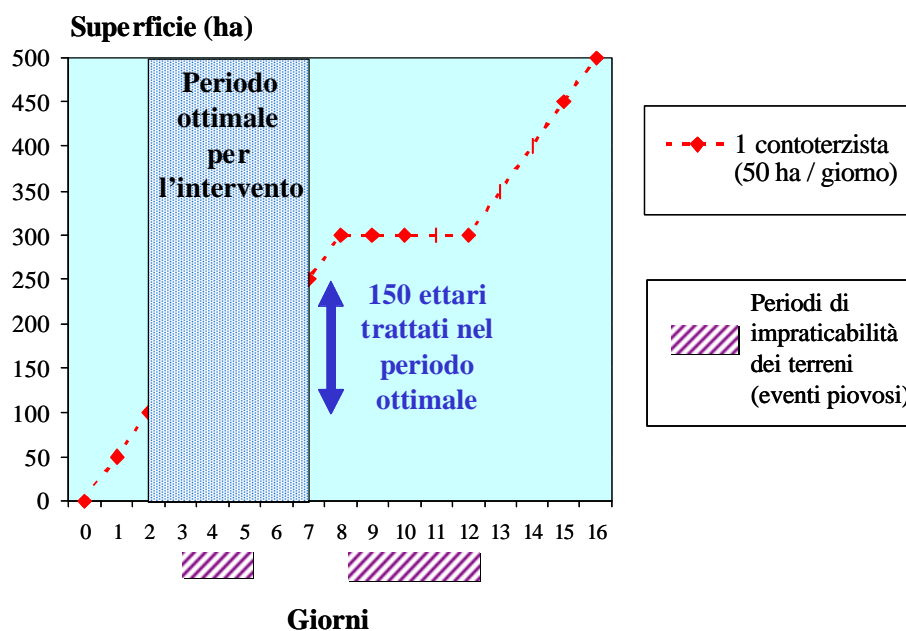 Superficie (ha)
500
450
400
350
300
250
200
150
100
50
0
Periodo
ottimale
per
l'intervento
150 ettari
trattati nel
periodo
ottimale
0 1 2 3 4 5 6 7 8 9 10 11 12 13 14 15 16
Giorni
1 contoterzista
(50 ha / giorno)
Periodi di
impraticabilità
dei terreni
(eventi piovosi)